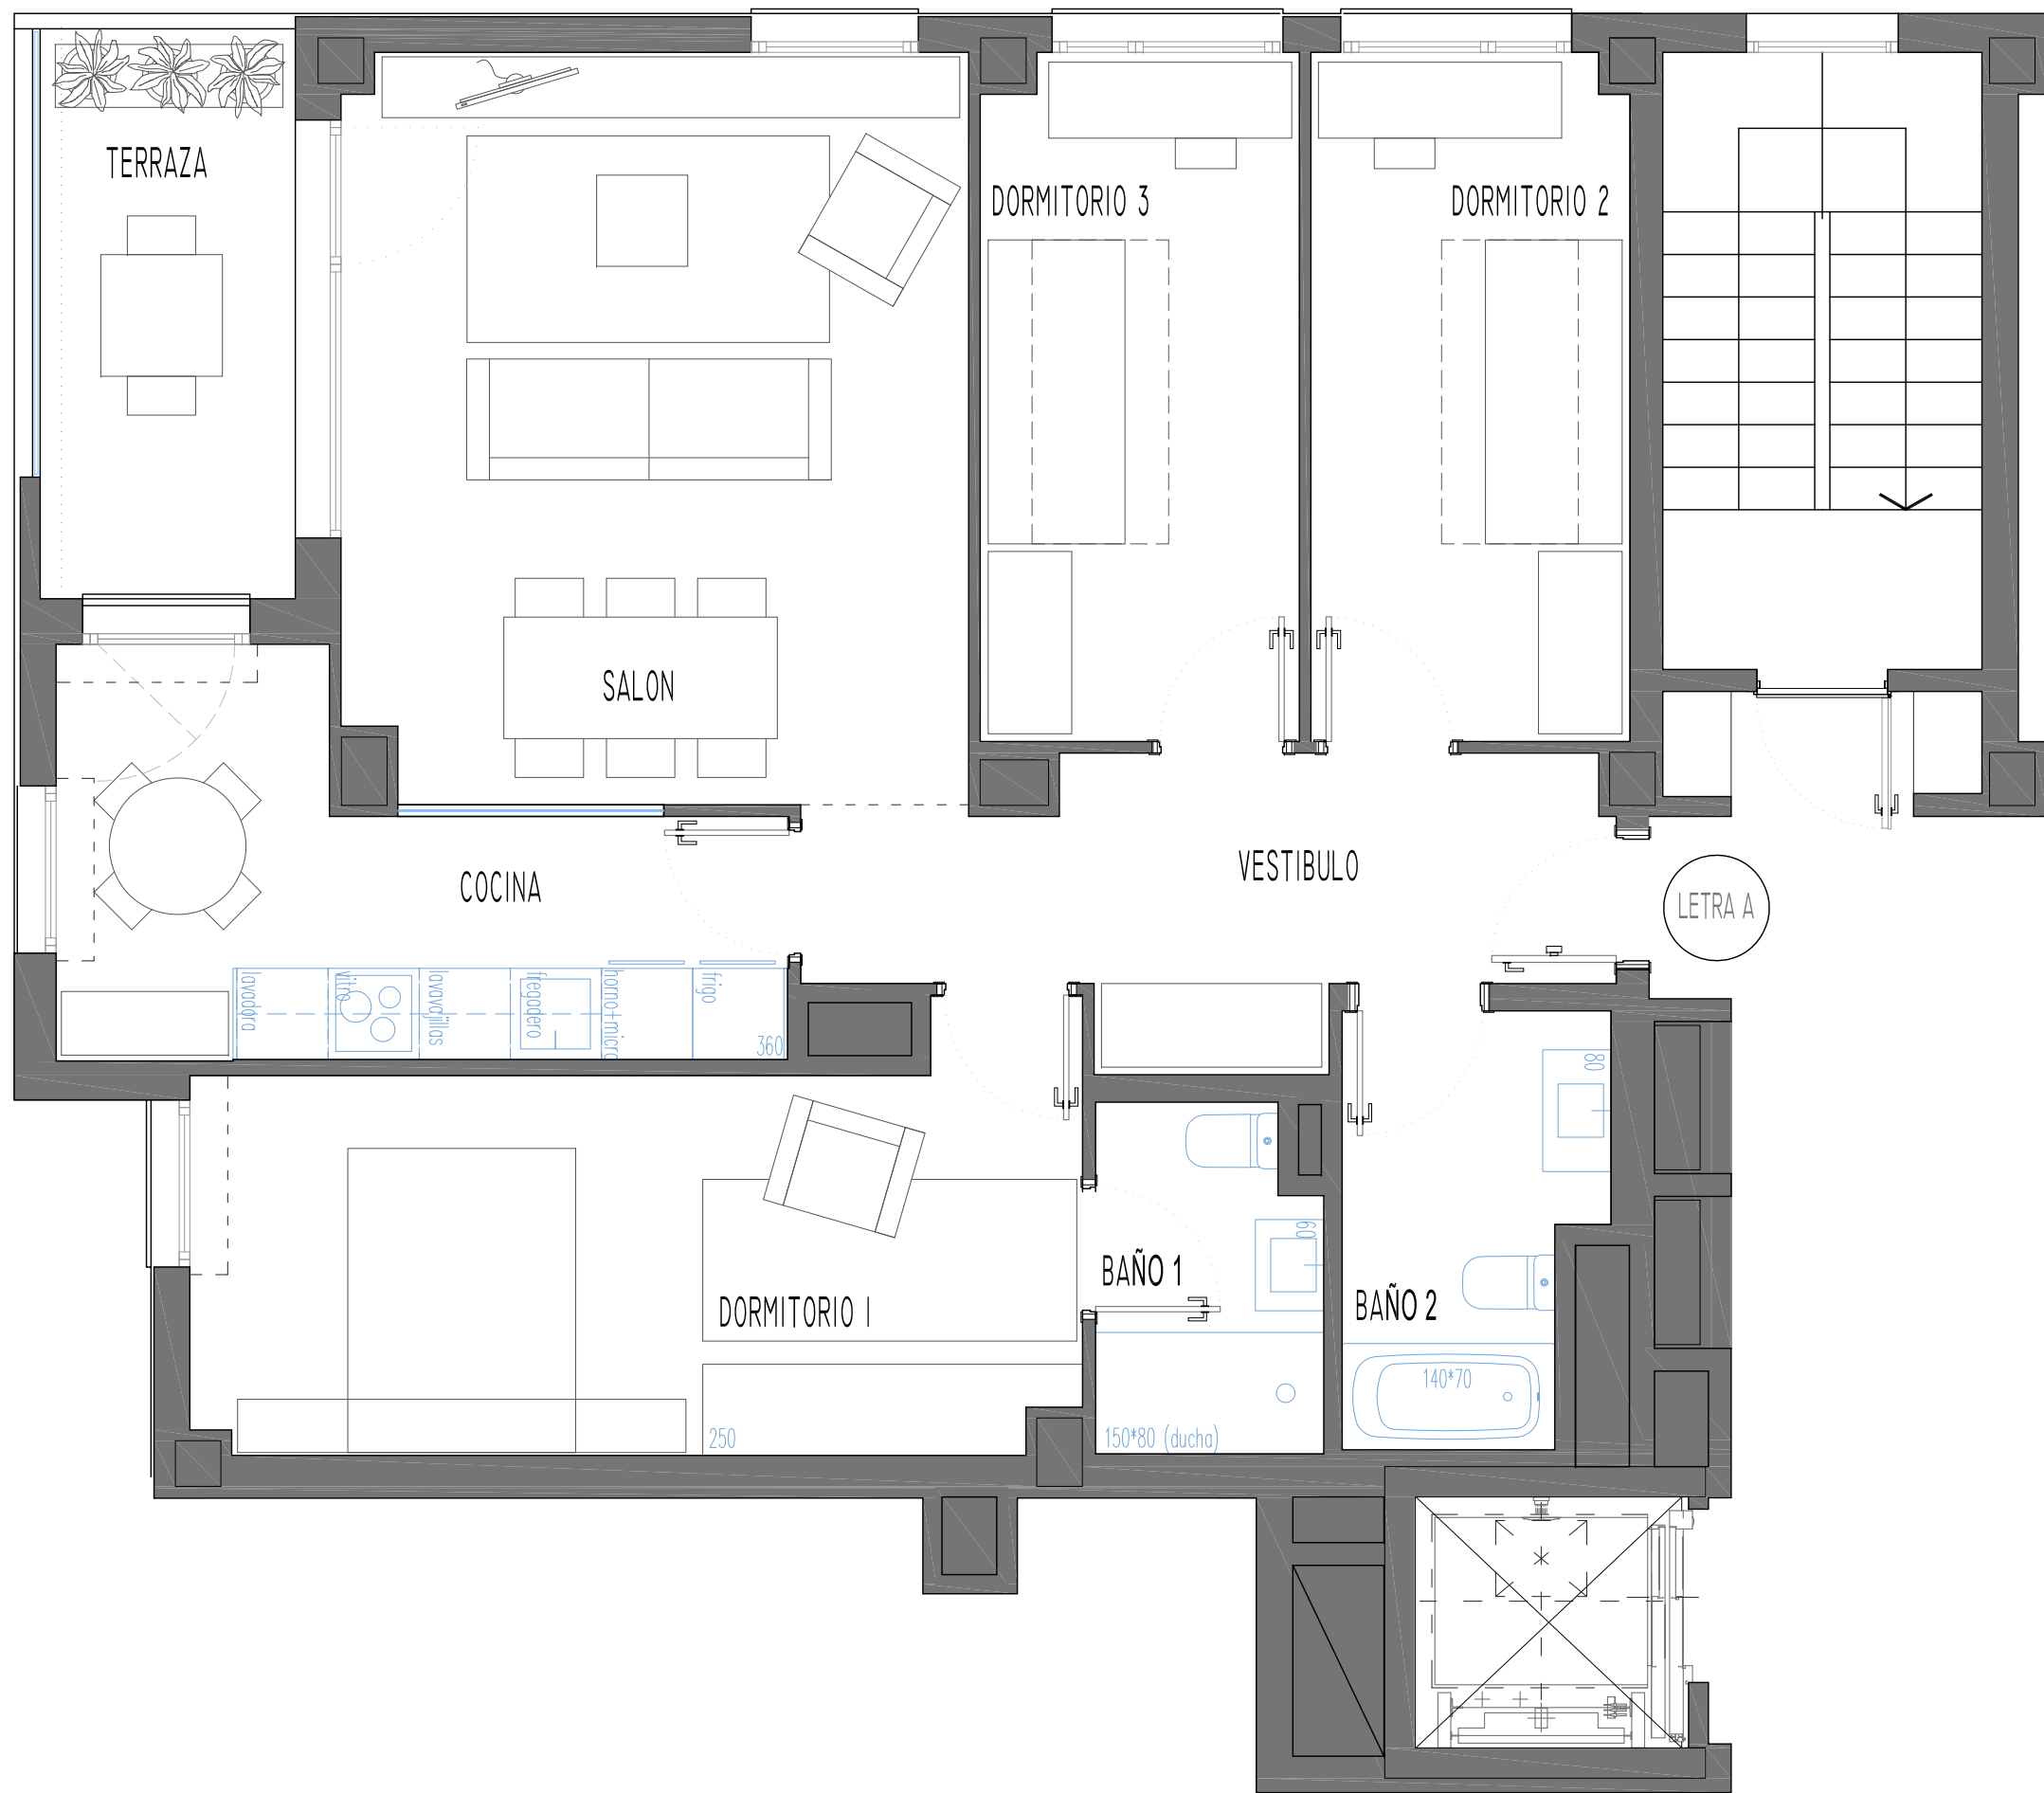 TERRAZA
DORMITORIO 3
DORMITORIO 2
SALON
VESTIBULO
COCINA
LETRA A
lavadora
vitro
lavavajillas
fregadero
horno+micro
frigo
360
80
60
BAÑO 1
BAÑO 2
DORMITORIO I
140*70
250
150*80 (ducha)